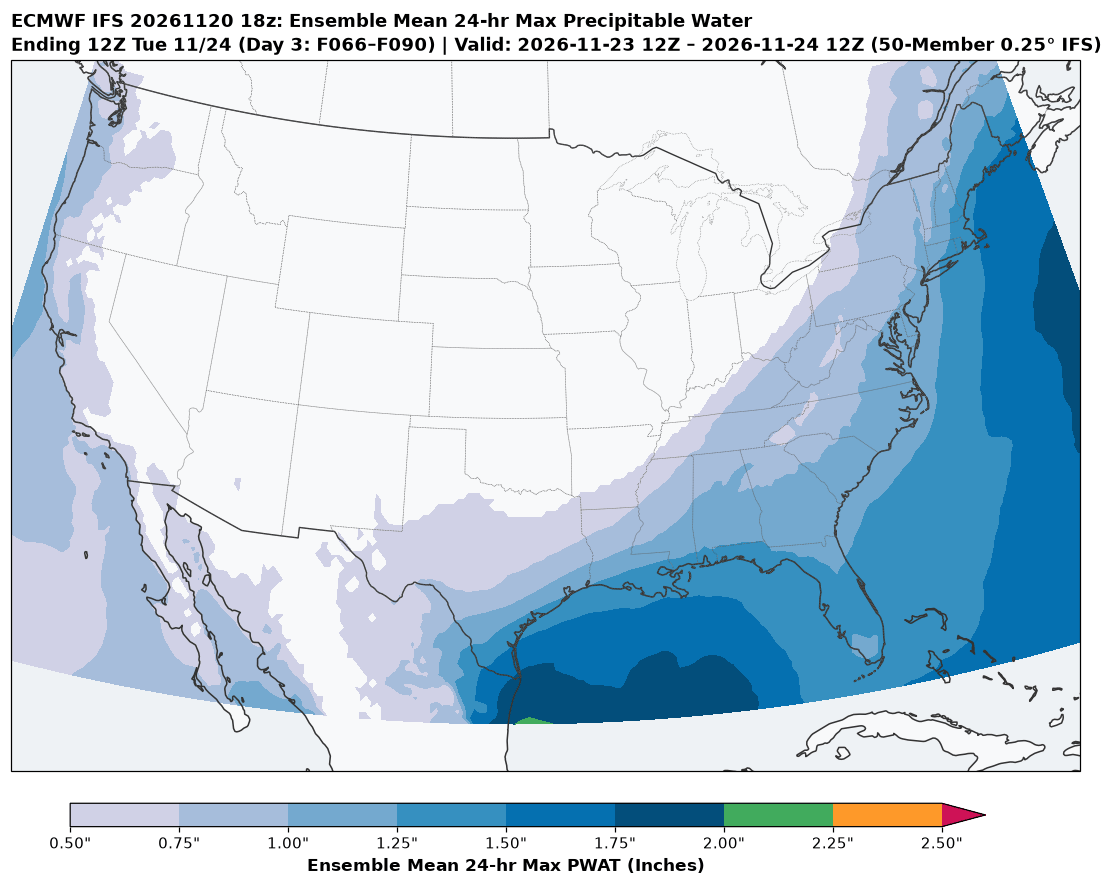 ECMWF IFS 20261120 18z: Ensemble Mean 24-hr Max Precipitable Water
Ending 12Z Tue 11/24 (Day 3: F066–F090) | Valid: 2026-11-23 12Z – 2026-11-24 12Z (50-Member 0.25° IFS)
0.50" 0.75" 1.00" 1.25" 1.50" 1.75" 2.00" 2.25" 2.50"
Ensemble Mean 24-hr Max PWAT (Inches)